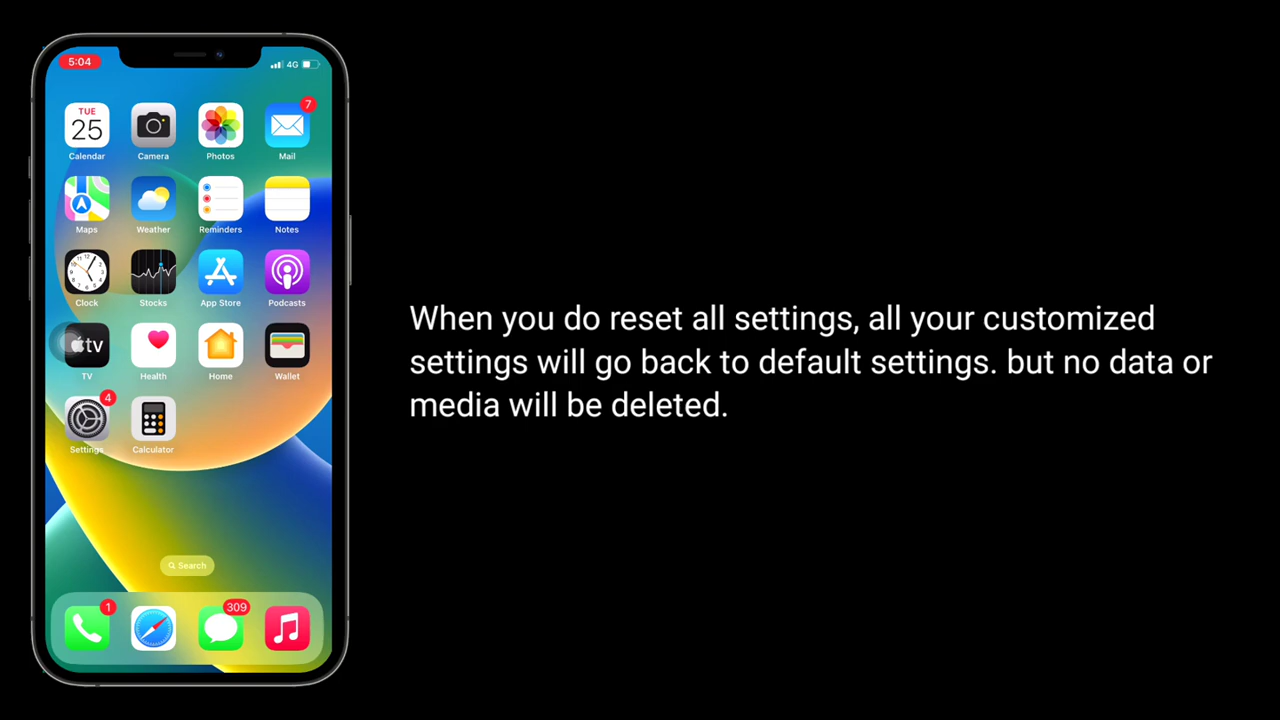 5:04
4G
7
TUE
25
Calendar
Camera
Photos
Mail
Maps
Weather
Reminders
Notes
Clock
Stocks
App Store
Podcasts
tv
TV
Health
Home
Wallet
4
Settings
Calculator
Search
1
309
When you do reset all settings, all your customized
settings will go back to default settings. but no data or
media will be deleted.